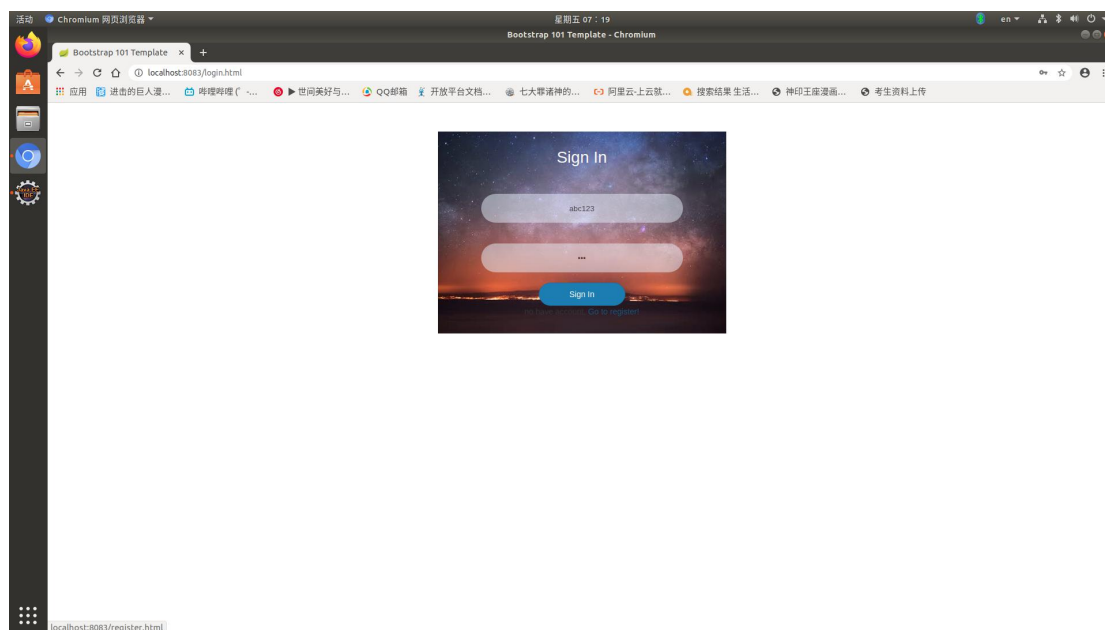 活动 Chromium 网页浏览器 星期五 07:19 en
Bootstrap 101 Template - Chromium
Bootstrap 101 Template × +
localhost:8083/login.html
应用 进击的巨人漫... 哔哩哔哩 (゜-... ▶世间美好与... QQ邮箱 开放平台文档... 七大罪诸神的... 阿里云-上云就... 搜索结果 生活... 神印王座漫画... 考生资料上传
Sign In
abc123
•••
Sign In
Go to register!
localhost:8083/register.html